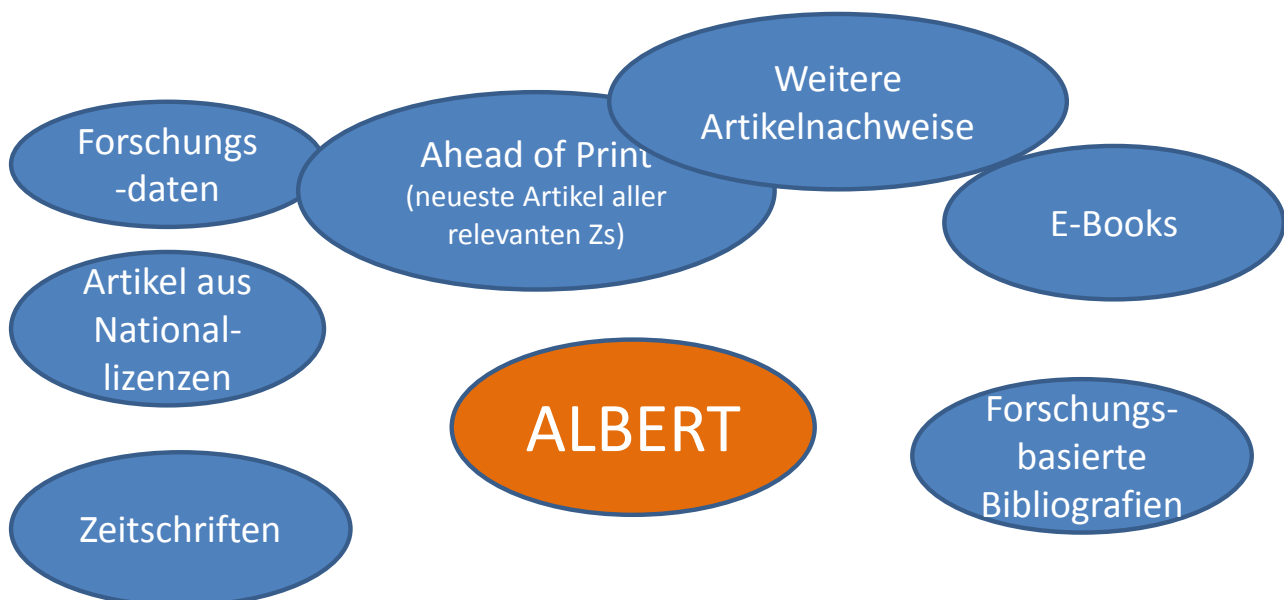 Weitere
Artikelnachweise
Forschungs
-daten
Ahead of Print
(neueste Artikel aller
relevanten Zs)
E-Books
Artikel aus
National-
lizenzen
ALBERT
Forschungs-
basierte
Bibliografien
Zeitschriften